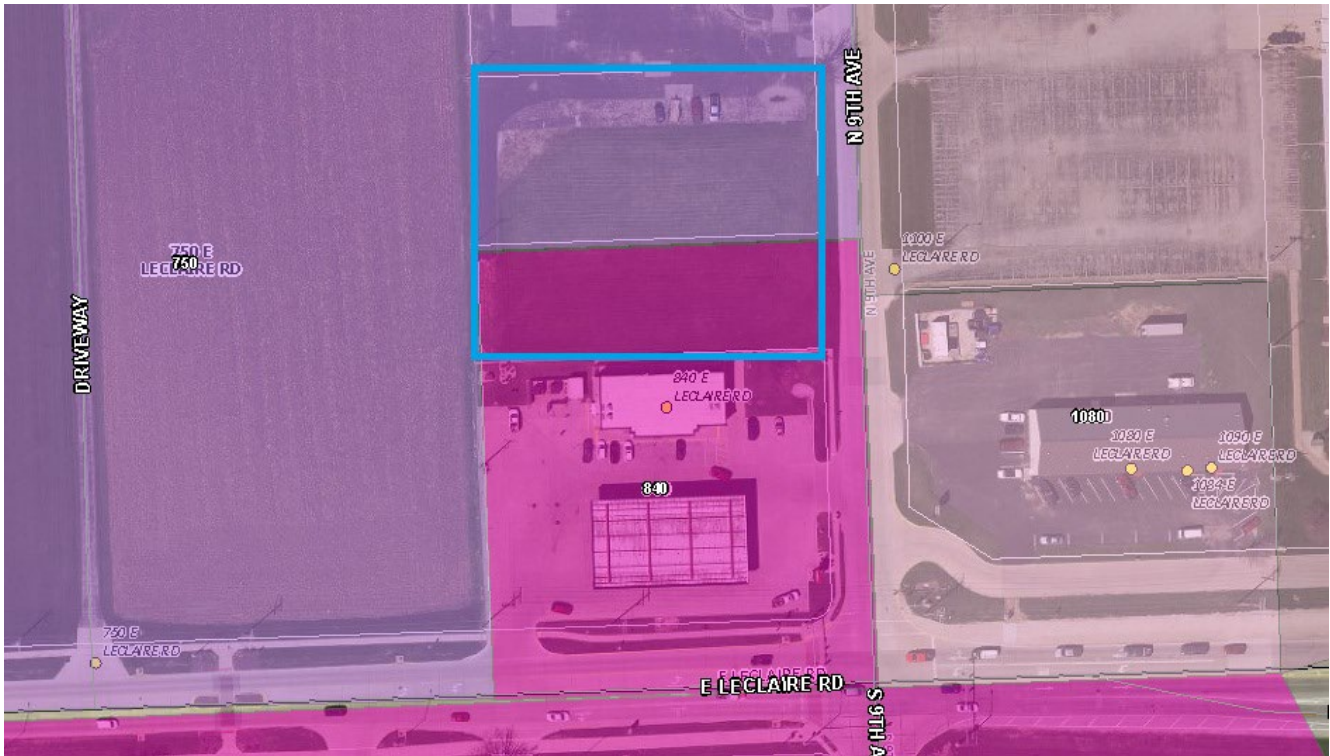 N 9TH AVE
750 E
LECLAIRE RD
750
1100 E
LECLAIRE RD
N 9TH AVE
DRIVEWAY
840 E
LECLAIRE RD
1080
1080 E
LECLAIRE RD
1090 E
LECLAIRE RD
1084 E
LECLAIRE RD
840
750 E
LECLAIRE RD
E LECLAIRE RD
E LECLAIRE RD
S 9TH A